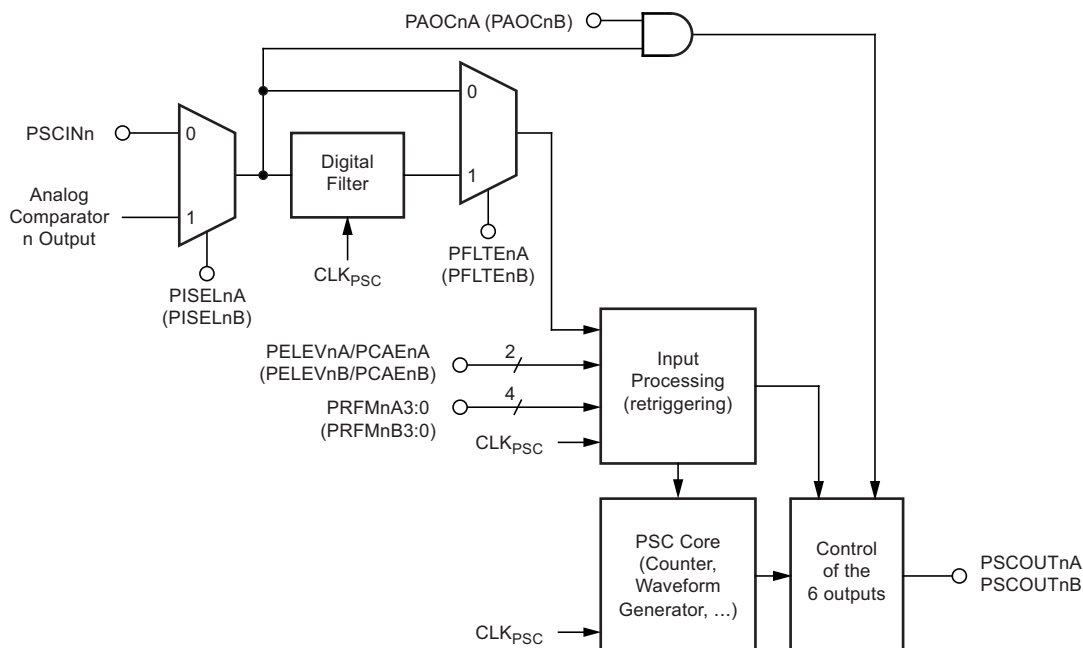 PAOCnA (PAOCnB)
0
PSCINn
0
Digital
Filter
1
Analog
Comparator
n Output
1
PFLTEnA
(PFLTEnB)
CLKPSC
PISELnA
(PISELnB)
PELEVnA/PCAEnA
(PELEVnB/PCAEnB)
2
Input
Processing
(retriggering)
PRFMnA3:0
(PRFMnB3:0)
4
CLKPSC
PSC Core
(Counter,
Waveform
Generator, ...)
Control
of the
6 outputs
PSCOUTnA
PSCOUTnB
CLKPSC